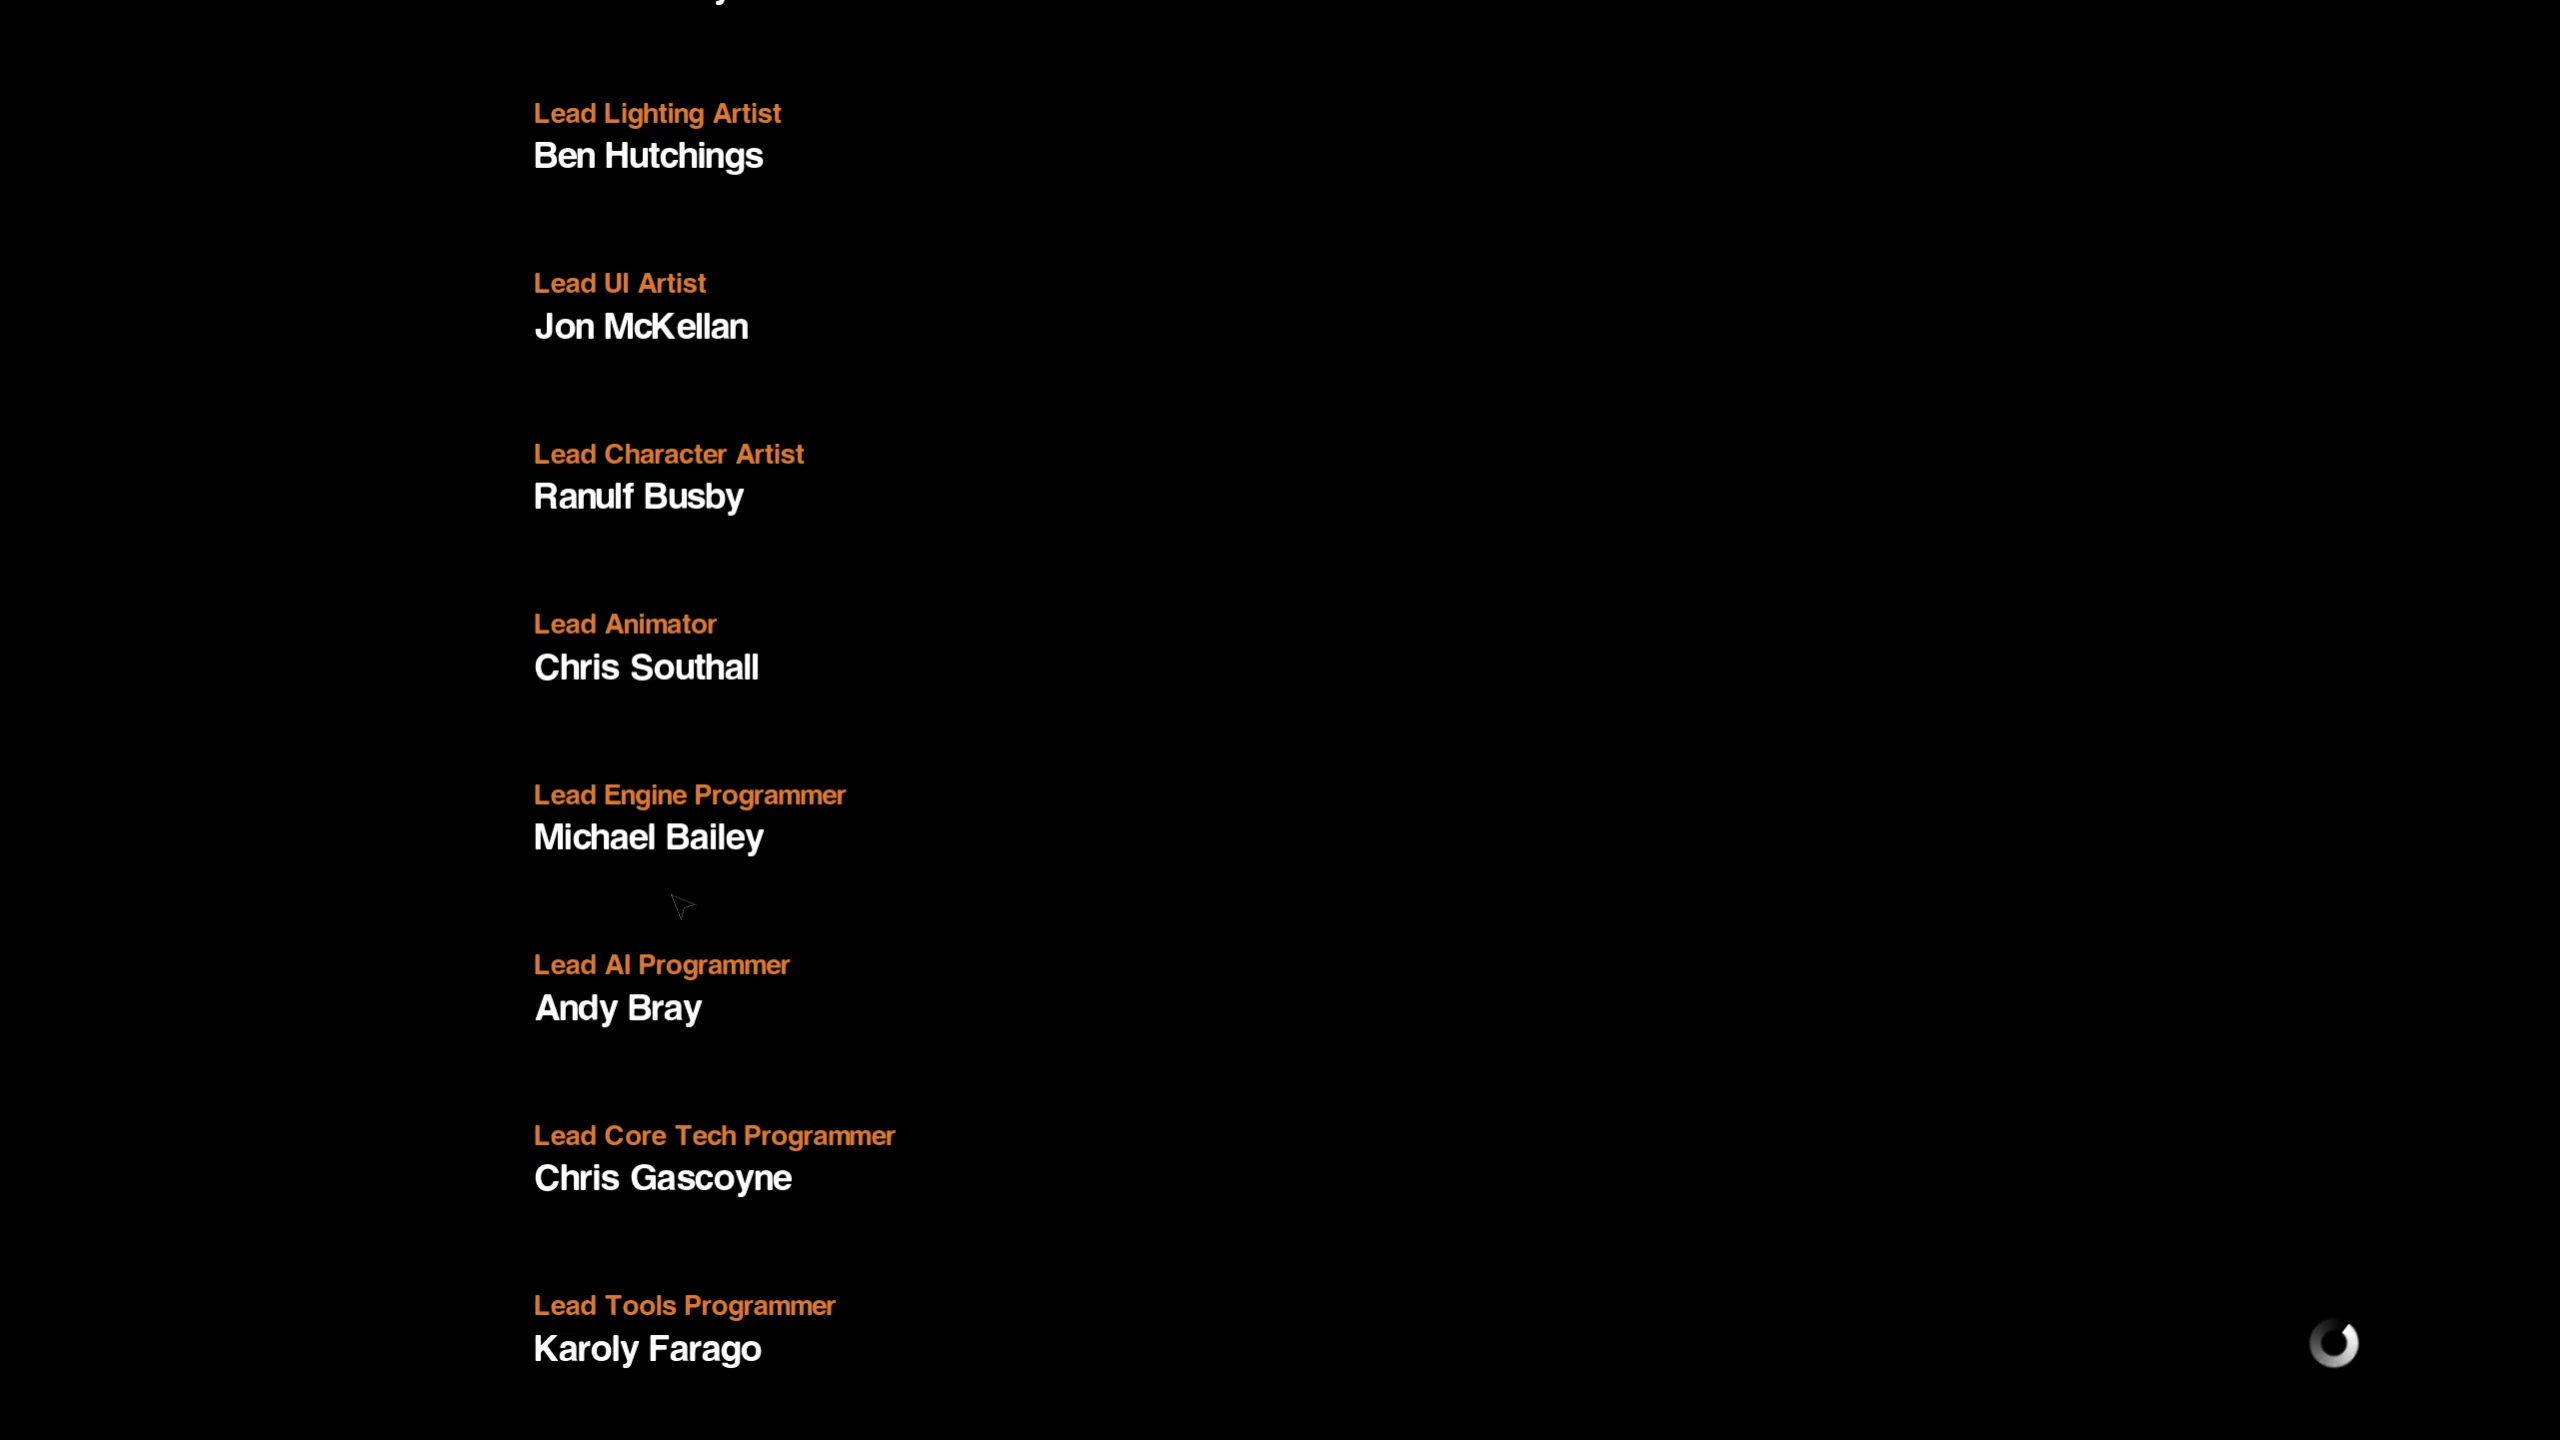 Lead Lighting Artist
Ben Hutchings
Lead UI Artist
Jon McKellan
Lead Character Artist
Ranulf Busby
Lead Animator
Chris Southall
Lead Engine Programmer
Michael Bailey
Lead AI Programmer
Andy Bray
Lead Core Tech Programmer
Chris Gascoyne
Lead Tools Programmer
Karoly Farago